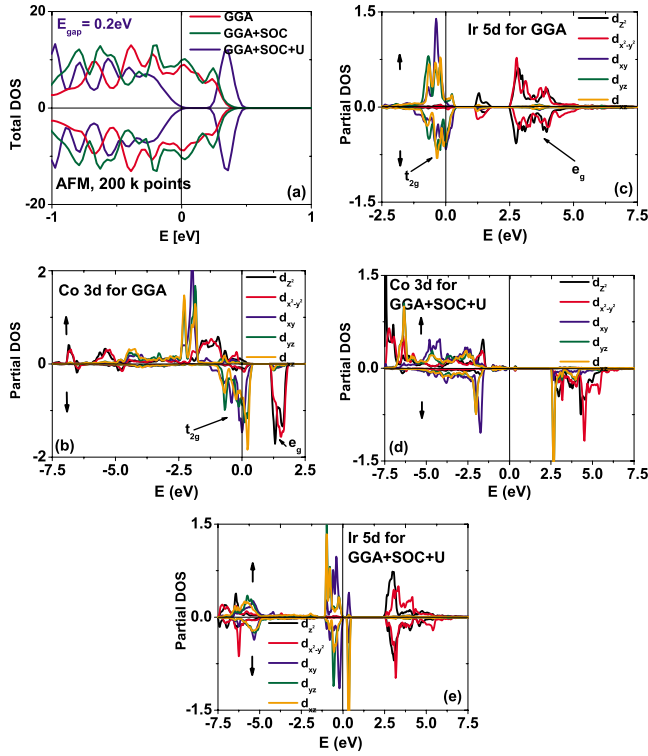 20
10
0
-10
-20
Total DOS
E_gap = 0.2eV
GGA
GGA+SOC
GGA+SOC+U
AFM, 200 k points
(a)
-1 0 1
E [eV]
1.5
0.0
-1.5
Partial DOS
Ir 5d for GGA
d_z²
d_x²-y²
d_xy
d_yz
d_xz
t_2g
e_g
(c)
-2.5 0.0 2.5 5.0 7.5
E (eV)
2
0
-2
Partial DOS
Co 3d for GGA
d_z²
d_x²-y²
d_xy
d_yz
d
t_2g
e_g
(b)
-7.5 -5.0 -2.5 0.0 2.5
E (eV)
1.5
0.0
-1.5
Partial DOS
Co 3d for
GGA+SOC+U
d_z²
d_x²-y²
d_xy
d_yz
d
(d)
-7.5 -5.0 -2.5 0.0 2.5 5.0 7.5
E (eV)
1.5
0.0
-1.5
Partial DOS
Ir 5d for
GGA+SOC+U
d_z²
d_x²-y²
d_xy
d_yz
d_xz
(e)
-7.5 -5.0 -2.5 0.0 2.5 5.0 7.5
E (eV)